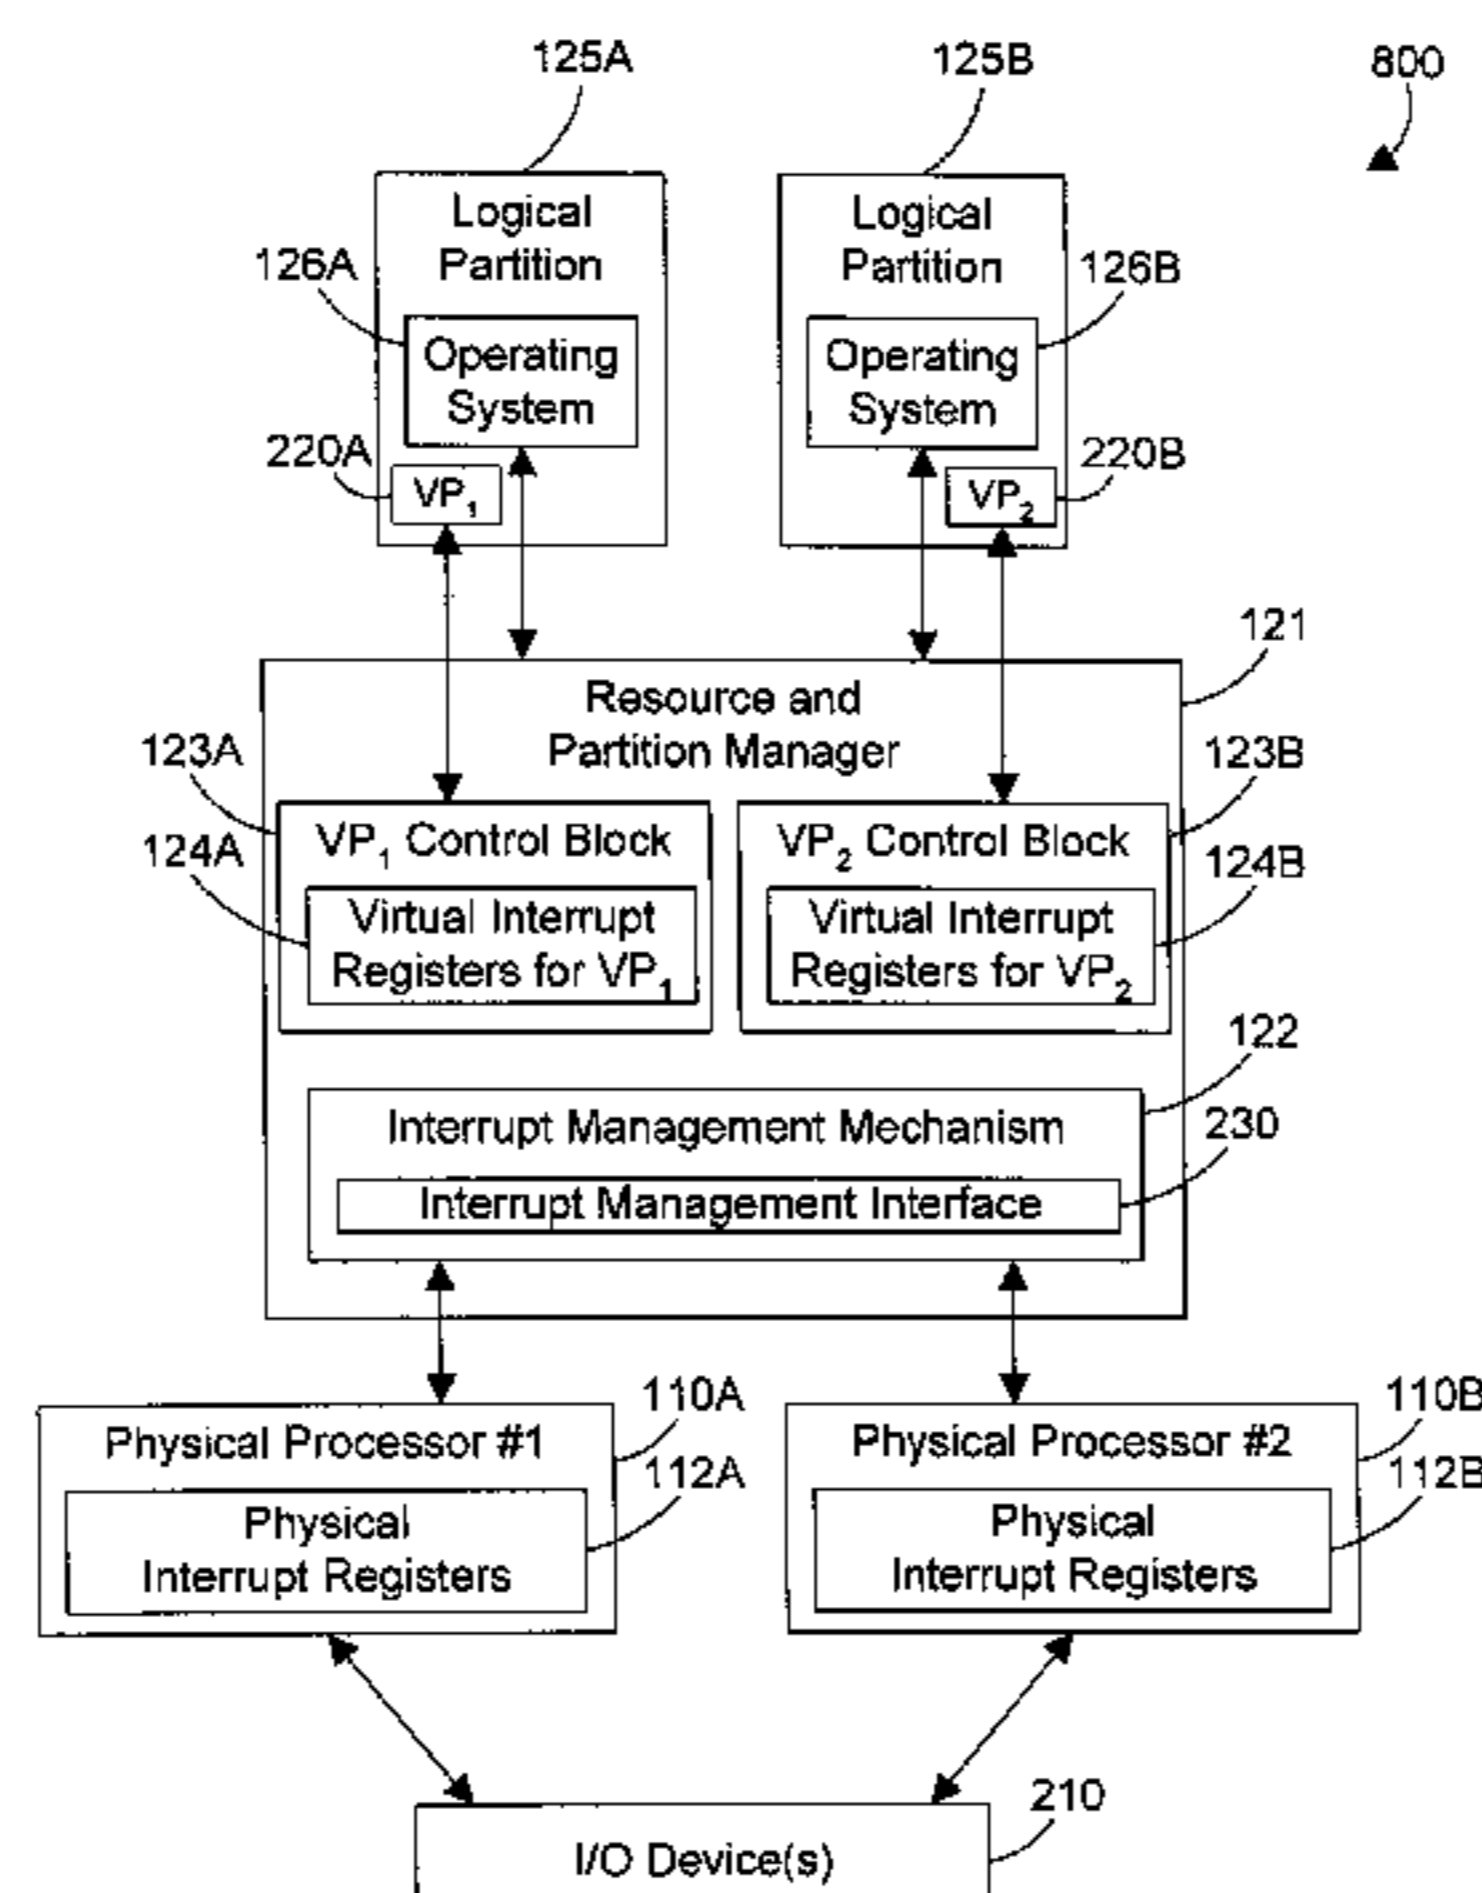 125A
125B
800
Logical
Partition
Logical
Partition
126A
126B
Operating
System
Operating
System
220A
VP₁
VP₂
220B
121
Resource and
Partition Manager
123A
123B
VP₁ Control Block
VP₂ Control Block
124A
124B
Virtual Interrupt
Registers for VP₁
Virtual Interrupt
Registers for VP₂
122
Interrupt Management Mechanism
230
Interrupt Management Interface
110A
110B
Physical Processor #1
Physical Processor #2
112A
112B
Physical
Interrupt Registers
Physical
Interrupt Registers
210
I/O Device(s)